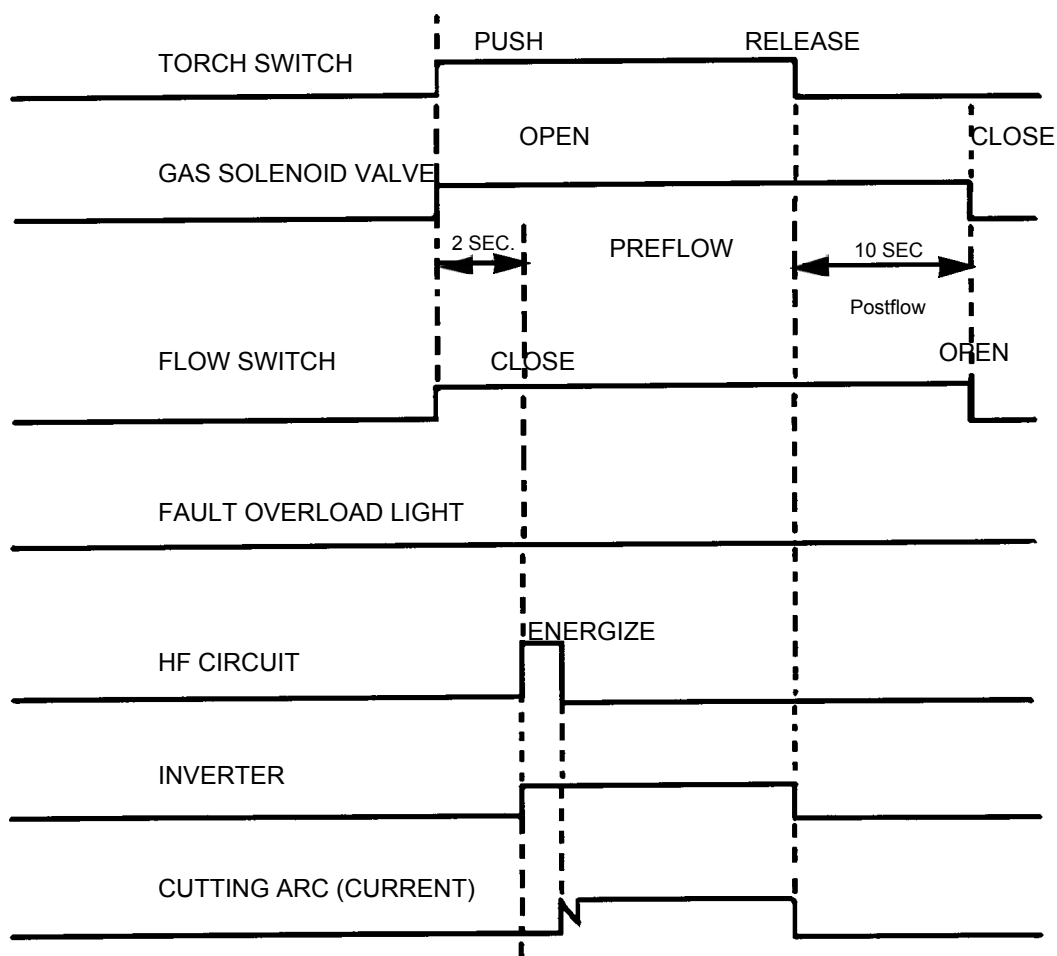 PUSH
RELEASE
TORCH SWITCH
OPEN
CLOSE
GAS SOLENOID VALVE
2 SEC.
PREFLOW
10 SEC
Postflow
FLOW SWITCH
CLOSE
OPEN
FAULT OVERLOAD LIGHT
ENERGIZE
HF CIRCUIT
INVERTER
CUTTING ARC (CURRENT)